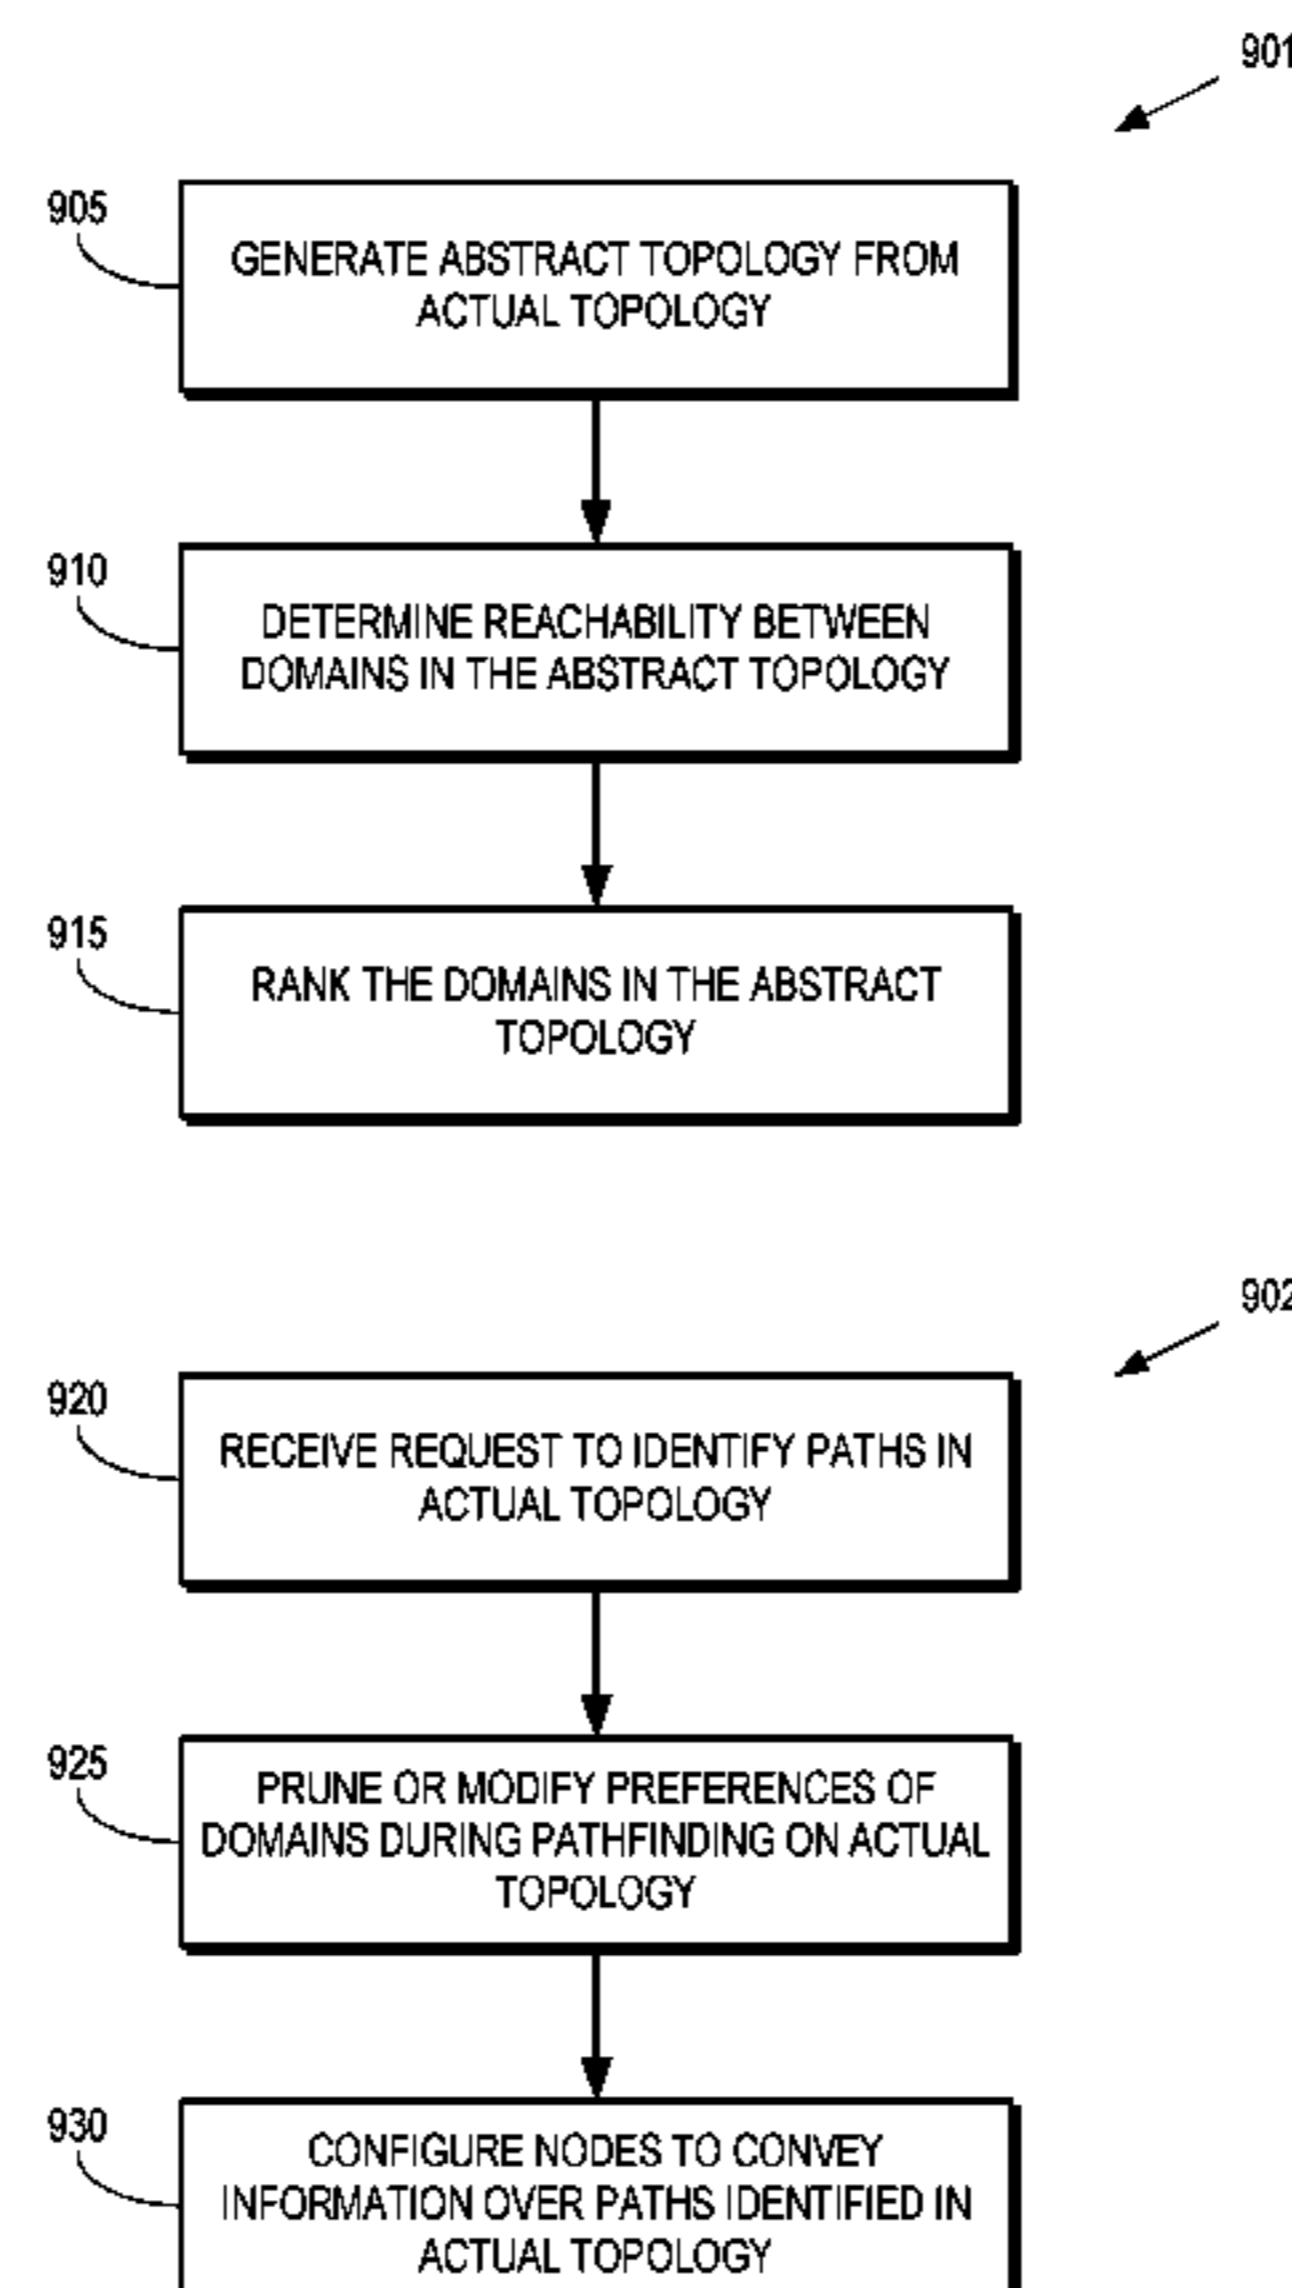 901
905
GENERATE ABSTRACT TOPOLOGY FROM
ACTUAL TOPOLOGY
910
DETERMINE REACHABILITY BETWEEN
DOMAINS IN THE ABSTRACT TOPOLOGY
915
RANK THE DOMAINS IN THE ABSTRACT
TOPOLOGY
902
920
RECEIVE REQUEST TO IDENTIFY PATHS IN
ACTUAL TOPOLOGY
925
PRUNE OR MODIFY PREFERENCES OF
DOMAINS DURING PATHFINDING ON ACTUAL
TOPOLOGY
930
CONFIGURE NODES TO CONVEY
INFORMATION OVER PATHS IDENTIFIED IN
ACTUAL TOPOLOGY